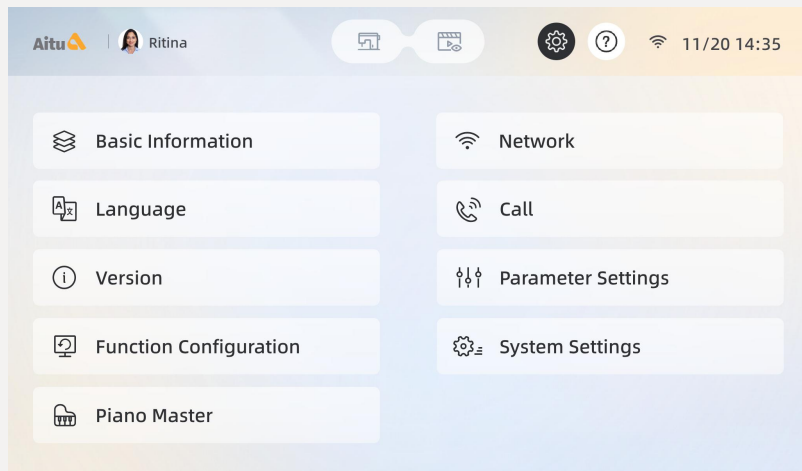 Aitu
Ritina
11/20 14:35
Basic Information
Network
Language
Call
Version
Parameter Settings
Function Configuration
System Settings
Piano Master